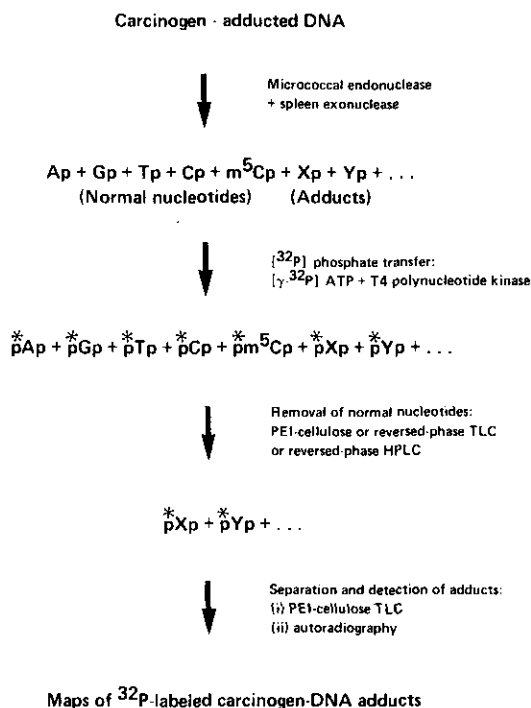 Carcinogen - adducted DNA
Micrococcal endonuclease
+ spleen exonuclease
Ap + Gp + Tp + Cp + m⁵Cp + Xp + Yp + . . .
(Normal nucleotides) (Adducts)
[³²P] phosphate transfer:
[γ-³²P] ATP + T4 polynucleotide kinase
*pAp + *pGp + *pTp + *pCp + *pm⁵Cp + *pXp + *pYp + . . .
Removal of normal nucleotides:
PEI-cellulose or reversed-phase TLC
or reversed-phase HPLC
*pXp + *pYp + . . .
Separation and detection of adducts:
(i) PEI-cellulose TLC
(ii) autoradiography
Maps of ³²P-labeled carcinogen-DNA adducts